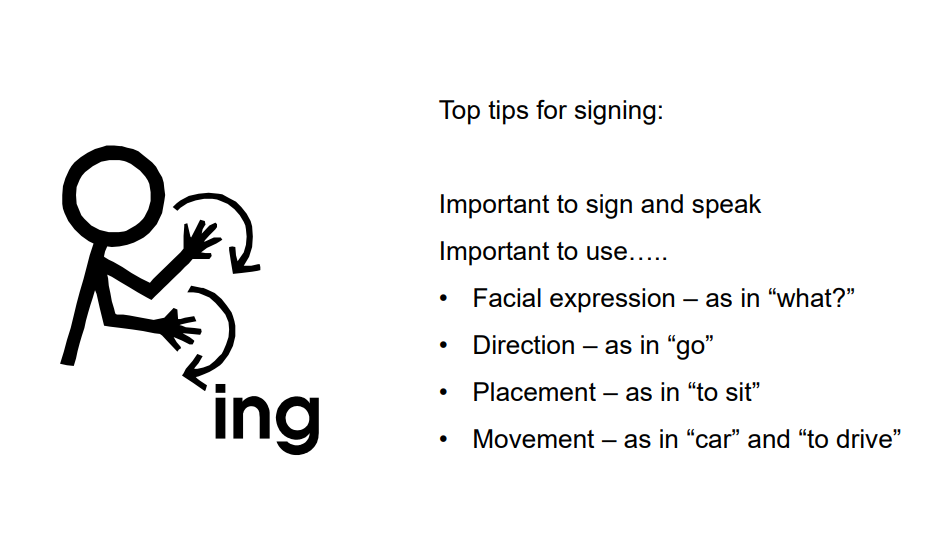 Top tips for signing:
Important to sign and speak
Important to use…..
• Facial expression – as in “what?”
• Direction – as in “go”
• Placement – as in “to sit”
• Movement – as in “car” and “to drive”
ing